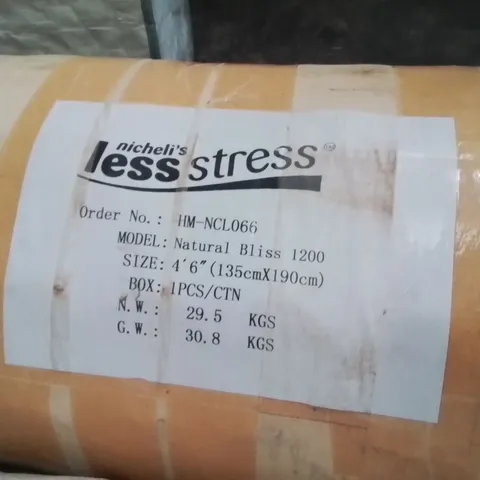 nicheli's
less stress®
Order No.: HM-NCL066
MODEL: Natural Bliss 1200
SIZE: 4'6"(135cmX190cm)
BOX: 1PCS/CTN
N.W.: 29.5 KGS
G.W.: 30.8 KGS